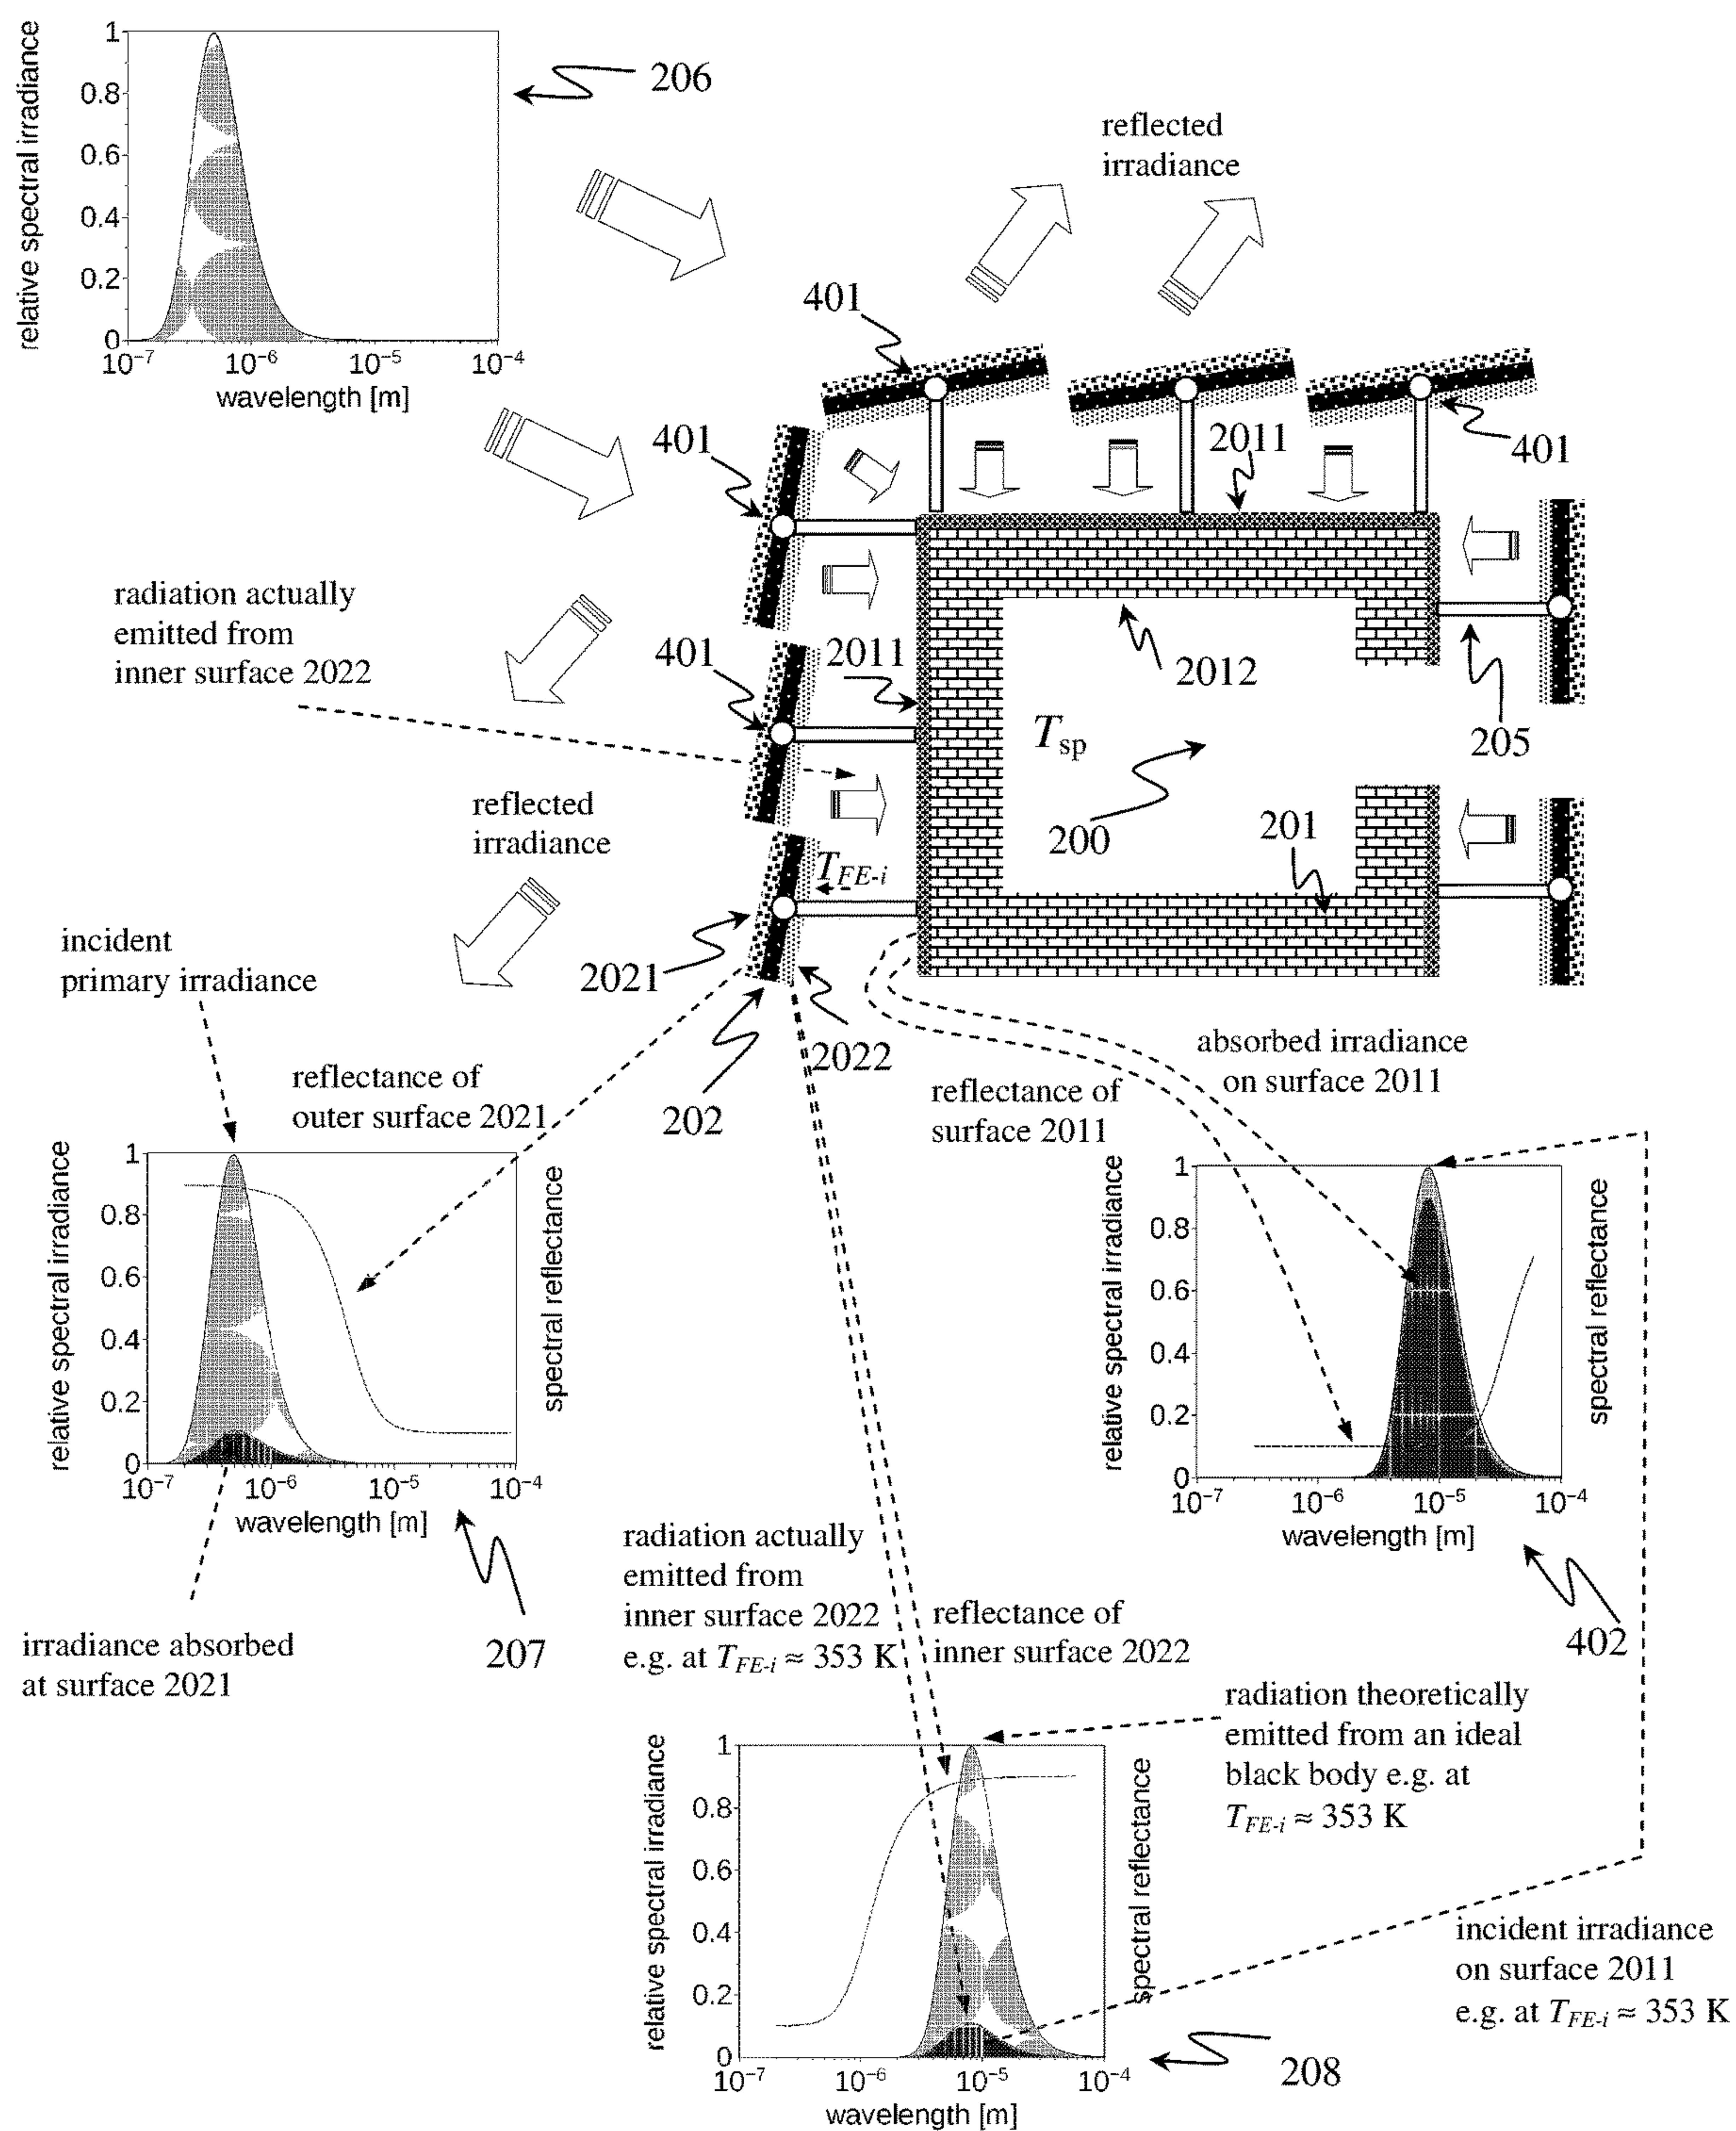 relative spectral irradiance
1
0.8
0.6
0.4
0.2
0
10⁻⁷
10⁻⁶
10⁻⁵
10⁻⁴
wavelength [m]
206
reflected
irradiance
401
401
2011
401
radiation actually
emitted from
inner surface 2022
401
2011
2012
205
T_sp
200
201
reflected
irradiance
T_FE-i
incident
primary irradiance
2021
2022
202
reflectance of
outer surface 2021
reflectance of
surface 2011
absorbed irradiance
on surface 2011
relative spectral irradiance
1
0.8
0.6
0.4
0.2
0
10⁻⁷
10⁻⁶
10⁻⁵
10⁻⁴
wavelength [m]
spectral reflectance
207
irradiance absorbed
at surface 2021
relative spectral irradiance
1
0.8
0.6
0.4
0.2
0
10⁻⁷
10⁻⁶
10⁻⁵
10⁻⁴
wavelength [m]
spectral reflectance
402
radiation actually
emitted from
inner surface 2022
e.g. at T_FE-i ≈ 353 K
reflectance of
inner surface 2022
radiation theoretically
emitted from an ideal
black body e.g. at
T_FE-i ≈ 353 K
relative spectral irradiance
1
0.8
0.6
0.4
0.2
0
10⁻⁷
10⁻⁶
10⁻⁵
10⁻⁴
wavelength [m]
spectral reflectance
208
incident irradiance
on surface 2011
e.g. at T_FE-i ≈ 353 K